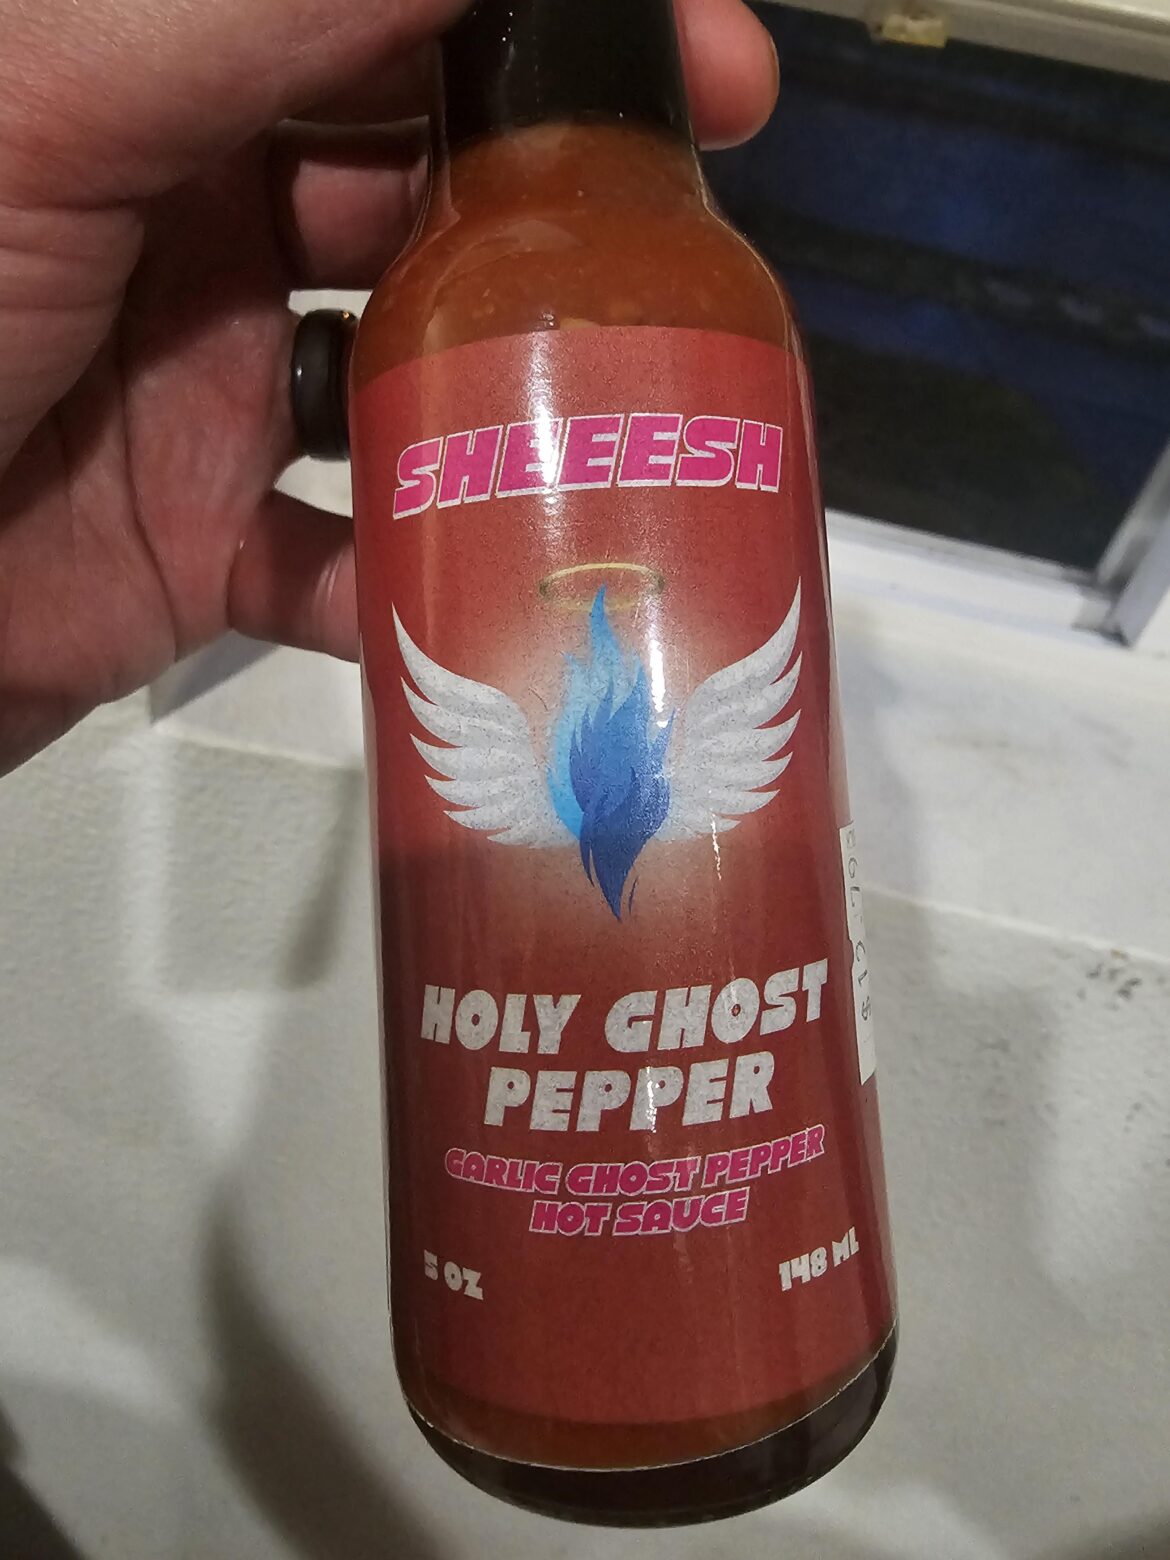 SHEEESH
HOLY GHOST
PEPPER
GARLIC GHOST PEPPER
HOT SAUCE
5 OZ
148 ML